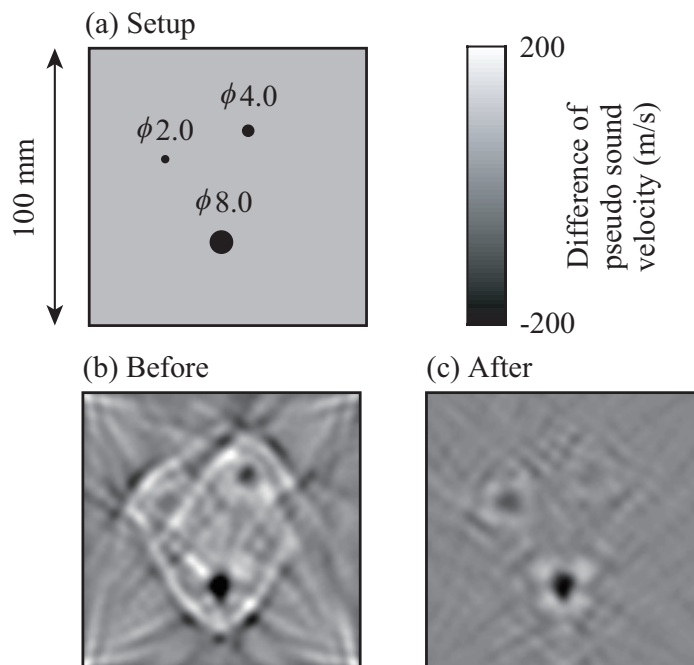 (a) Setup
200
ϕ4.0
ϕ2.0
ϕ8.0
100 mm
Difference of
pseudo sound
velocity (m/s)
-200
(b) Before
(c) After